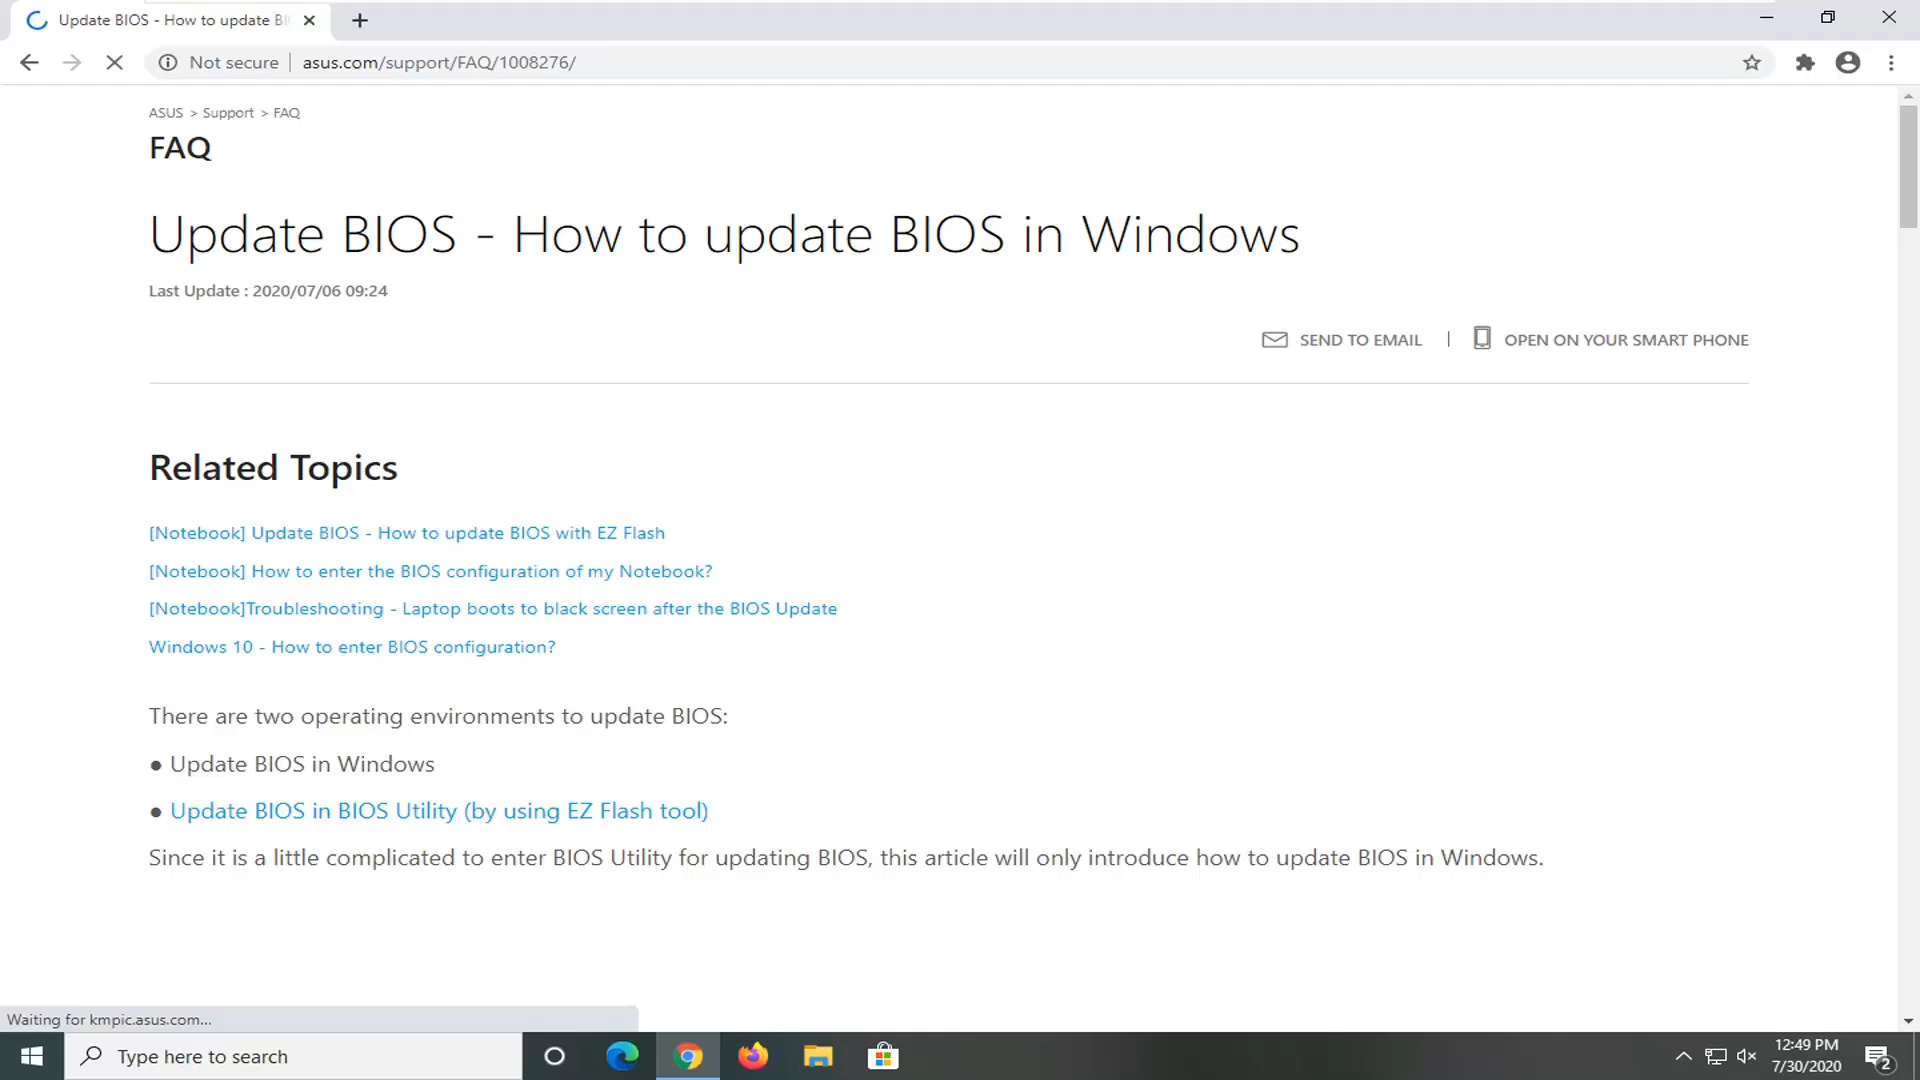 Update BIOS - How to update BI
Not secure
asus.com/support/FAQ/1008276/
ASUS > Support > FAQ
FAQ
Update BIOS - How to update BIOS in Windows
Last Update : 2020/07/06 09:24
SEND TO EMAIL | OPEN ON YOUR SMART PHONE
Related Topics
[Notebook] Update BIOS - How to update BIOS with EZ Flash
[Notebook] How to enter the BIOS configuration of my Notebook?
[Notebook]Troubleshooting - Laptop boots to black screen after the BIOS Update
Windows 10 - How to enter BIOS configuration?
There are two operating environments to update BIOS:
● Update BIOS in Windows
● Update BIOS in BIOS Utility (by using EZ Flash tool)
Since it is a little complicated to enter BIOS Utility for updating BIOS, this article will only introduce how to update BIOS in Windows.
Waiting for kmpic.asus.com...
Type here to search
12:49 PM
7/30/2020
2